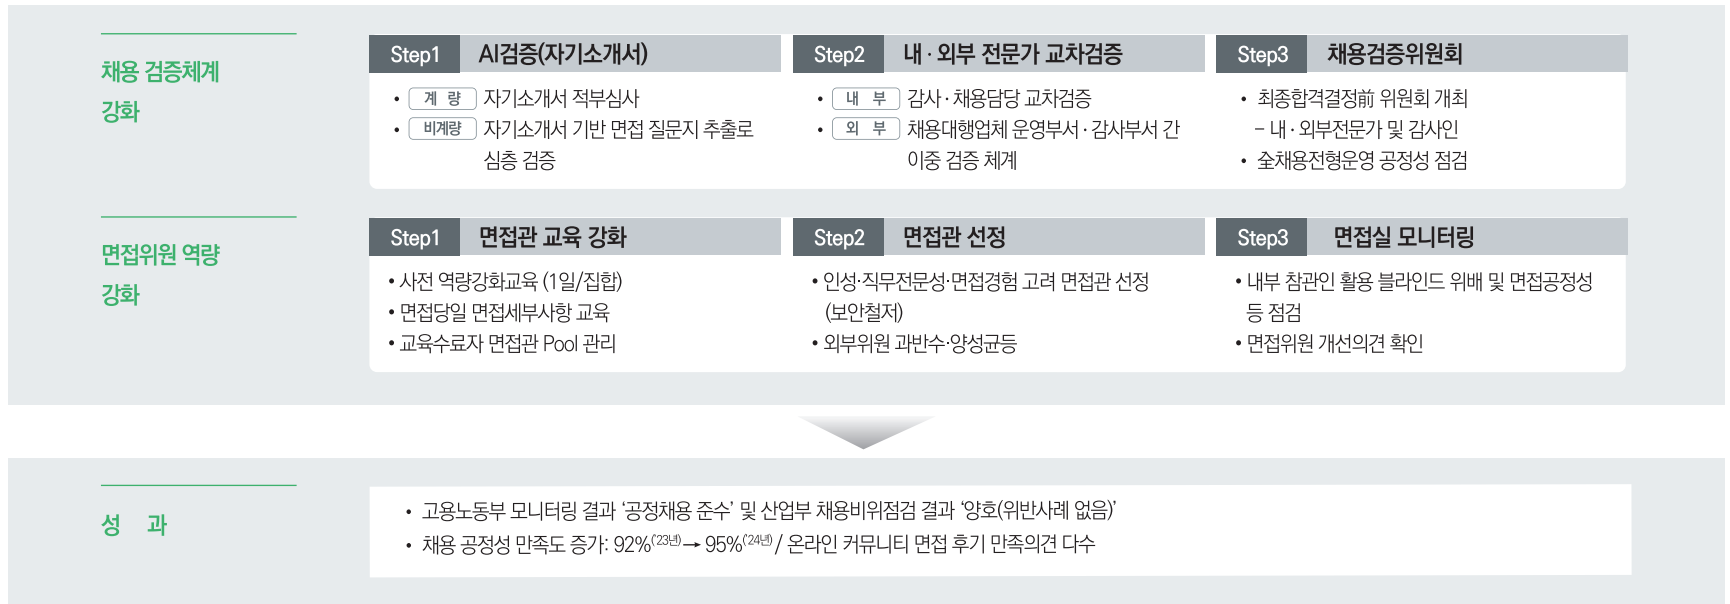 채용 검증체계
강화
Step1 AI검증(자기소개서)
• 계 량 자기소개서 적부심사
• 비계량 자기소개서 기반 면접 질문지 추출로
심층 검증
Step2 내 · 외부 전문가 교차검증
• 내 부 감사 · 채용담당 교차검증
• 외 부 채용대행업체 운영부서 · 감사부서 간
이중 검증 체계
Step3 채용검증위원회
• 최종합격결정前 위원회 개최
– 내 · 외부전문가 및 감사인
• 全채용전형운영 공정성 점검
면접위원 역량
강화
Step1 면접관 교육 강화
• 사전 역량강화교육 (1일/집합)
• 면접당일 면접세부사항 교육
• 교육수료자 면접관 Pool 관리
Step2 면접관 선정
• 인성·직무전문성·면접경험 고려 면접관 선정
(보안철저)
• 외부위원 과반수·양성균등
Step3 면접실 모니터링
• 내부 참관인 활용 블라인드 위배 및 면접공정성
등 점검
• 면접위원 개선의견 확인
성 과
• 고용노동부 모니터링 결과 ‘공정채용 준수’ 및 산업부 채용비위점검 결과 ‘양호(위반사례 없음)’
• 채용 공정성 만족도 증가: 92%(’23년) → 95%(’24년) / 온라인 커뮤니티 면접 후기 만족의견 다수